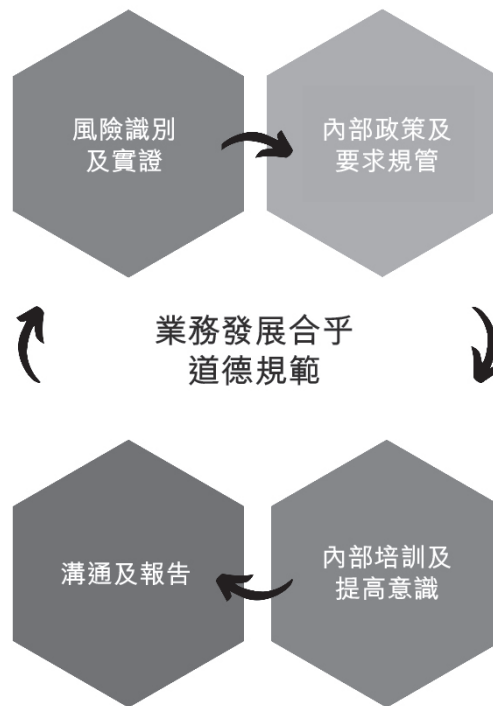 風險識別
及實證
內部政策及
要求規管
業務發展合乎
道德規範
溝通及報告
內部培訓及
提高意識